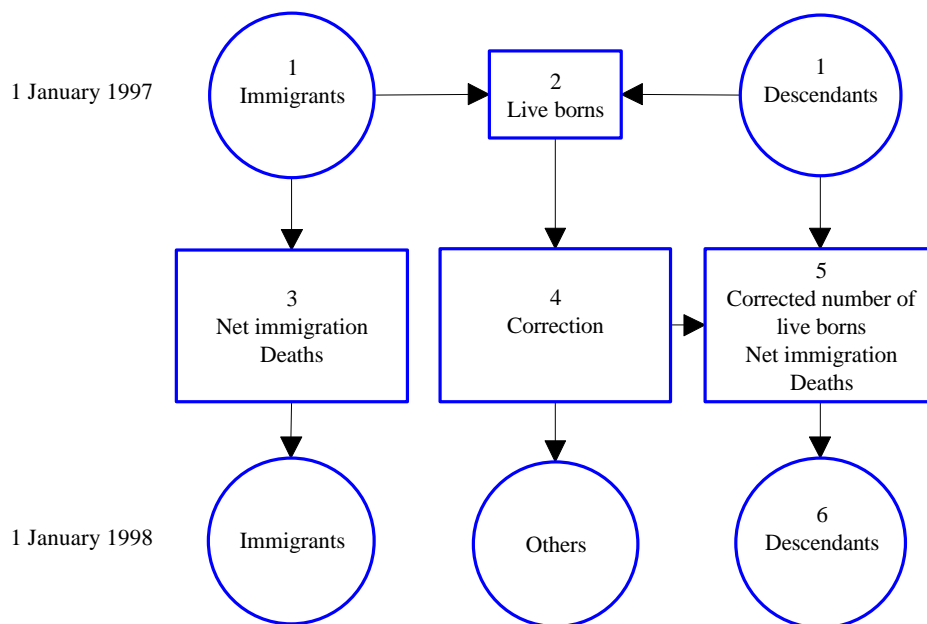 1 January 1997
1
Immigrants
2
Live borns
1
Descendants
3
Net immigration
Deaths
4
Correction
5
Corrected number of
live borns
Net immigration
Deaths
1 January 1998
Immigrants
Others
6
Descendants